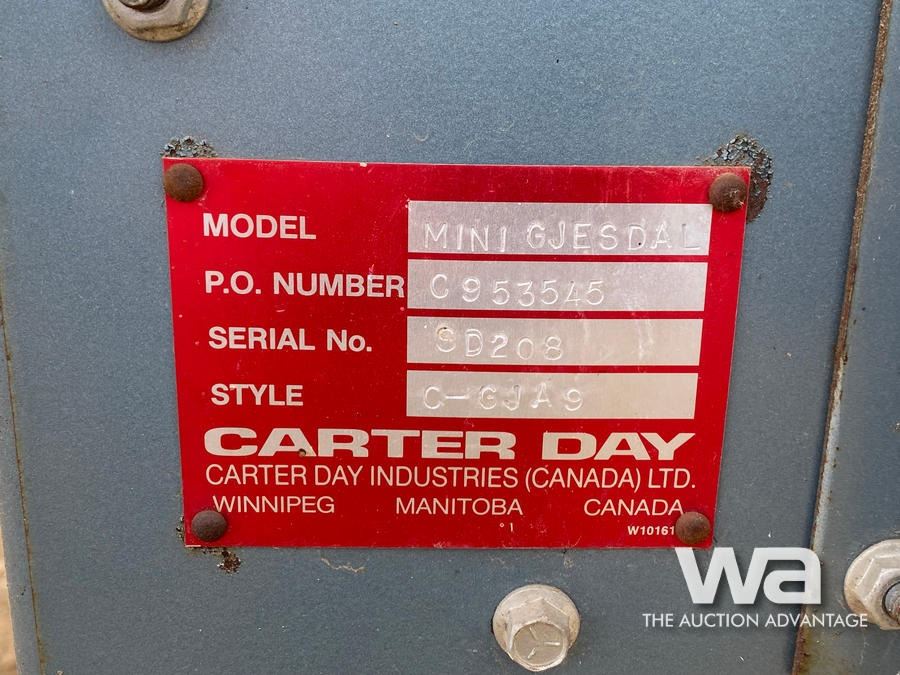 MODEL MINI GJESDAL
P.O. NUMBER C953545
SERIAL No. SD208
STYLE C-GJA9
CARTER DAY
CARTER DAY INDUSTRIES (CANADA) LTD.
WINNIPEG MANITOBA CANADA
°1
W10161
wa
THE AUCTION ADVANTAGE